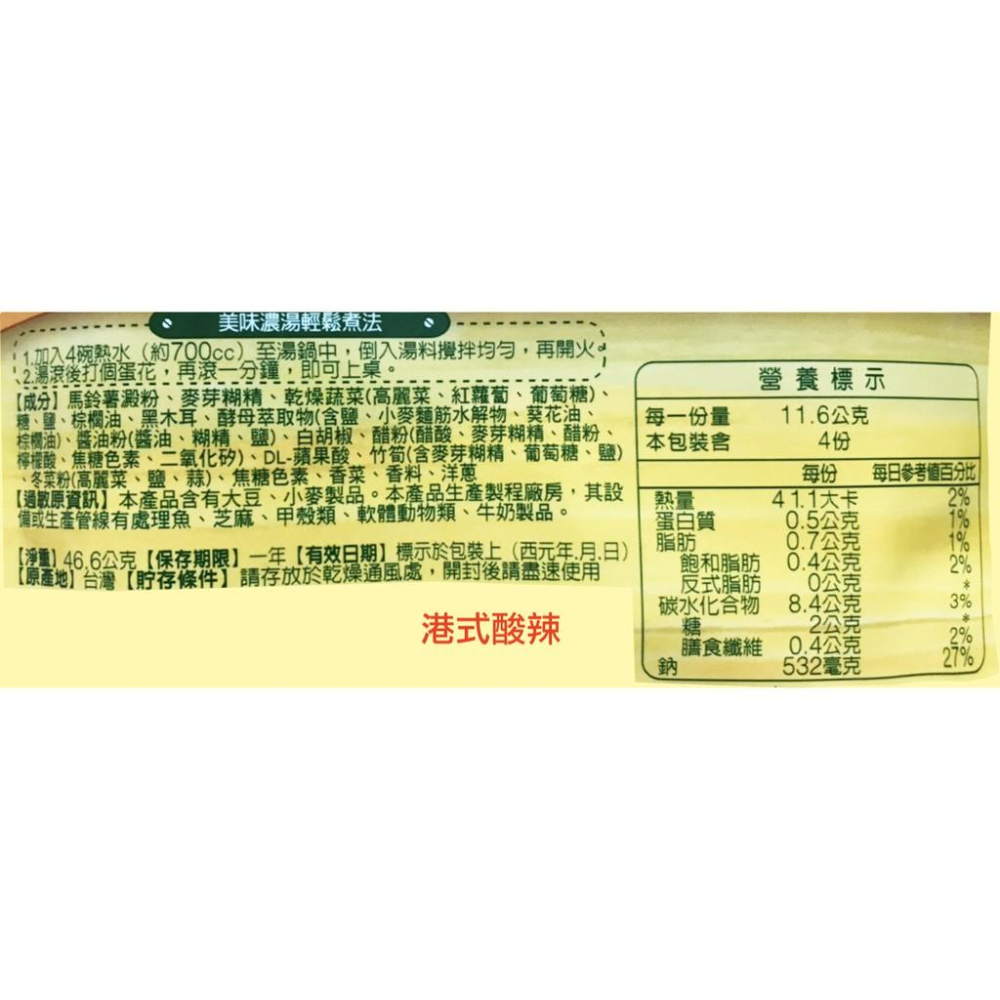 美味濃湯輕鬆煮法
1.加入4碗熱水（約700cc）至湯鍋中，倒入湯料攪拌均勻，再開火。
2.湯滾後打個蛋花，再滾一分鐘，即可上桌。
【成分】馬鈴薯澱粉、麥芽糊精、乾燥蔬菜(高麗菜、紅蘿蔔、葡萄糖)、
糖、鹽、棕櫚油、黑木耳、酵母萃取物(含鹽、小麥麵筋水解物、葵花油、
棕櫚油)、醬油粉(醬油、糊精、鹽)、白胡椒、醋粉(醋酸、麥芽糊精、醋粉、
檸檬酸、焦糖色素、二氧化矽)、DL-蘋果酸、竹筍(含麥芽糊精、葡萄糖、鹽)
、冬菜粉(高麗菜、鹽、蒜)、焦糖色素、香菜、香料、洋蔥
【過敏原資訊】本產品含有大豆、小麥製品。本產品生產製程廠房，其設
備或生產管線有處理魚、芝麻、甲殼類、軟體動物類、牛奶製品。
【淨重】46.6公克【保存期限】一年【有效日期】標示於包裝上（西元年.月.日）
【原產地】台灣【貯存條件】請存放於乾燥通風處，開封後請盡速使用
港式酸辣
營養標示
每一份量 11.6公克
本包裝含 4份
每份 每日參考值百分比
熱量 41.1大卡 2%
蛋白質 0.5公克 1%
脂肪 0.7公克 1%
飽和脂肪 0.4公克 2%
反式脂肪 0公克 *
碳水化合物 8.4公克 3%
糖 2公克 *
膳食纖維 0.4公克 2%
鈉 532毫克 27%